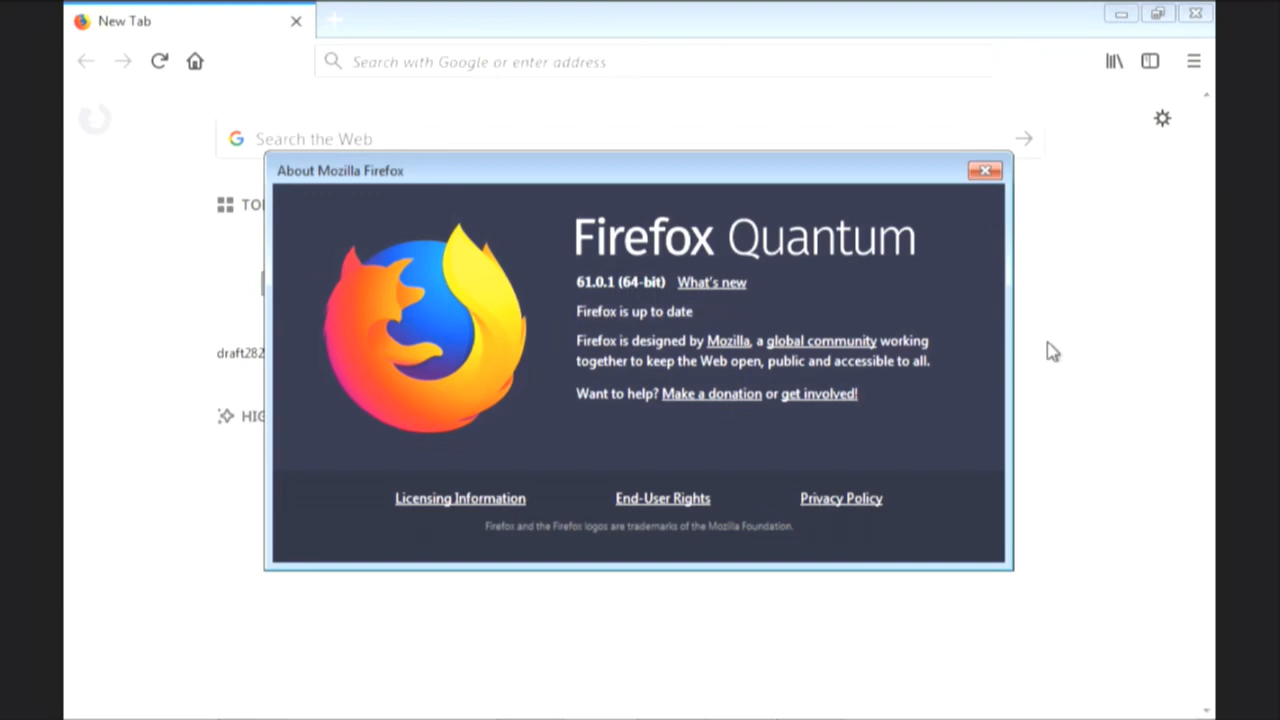 New Tab
Search with Google or enter address
Search the Web
About Mozilla Firefox
TO
Firefox Quantum
61.0.1 (64-bit) What's new
Firefox is up to date
Firefox is designed by Mozilla, a global community working
together to keep the Web open, public and accessible to all.
draft282
Want to help? Make a donation or get involved!
HIG
Licensing Information End-User Rights Privacy Policy
Firefox and the Firefox logos are trademarks of the Mozilla Foundation.